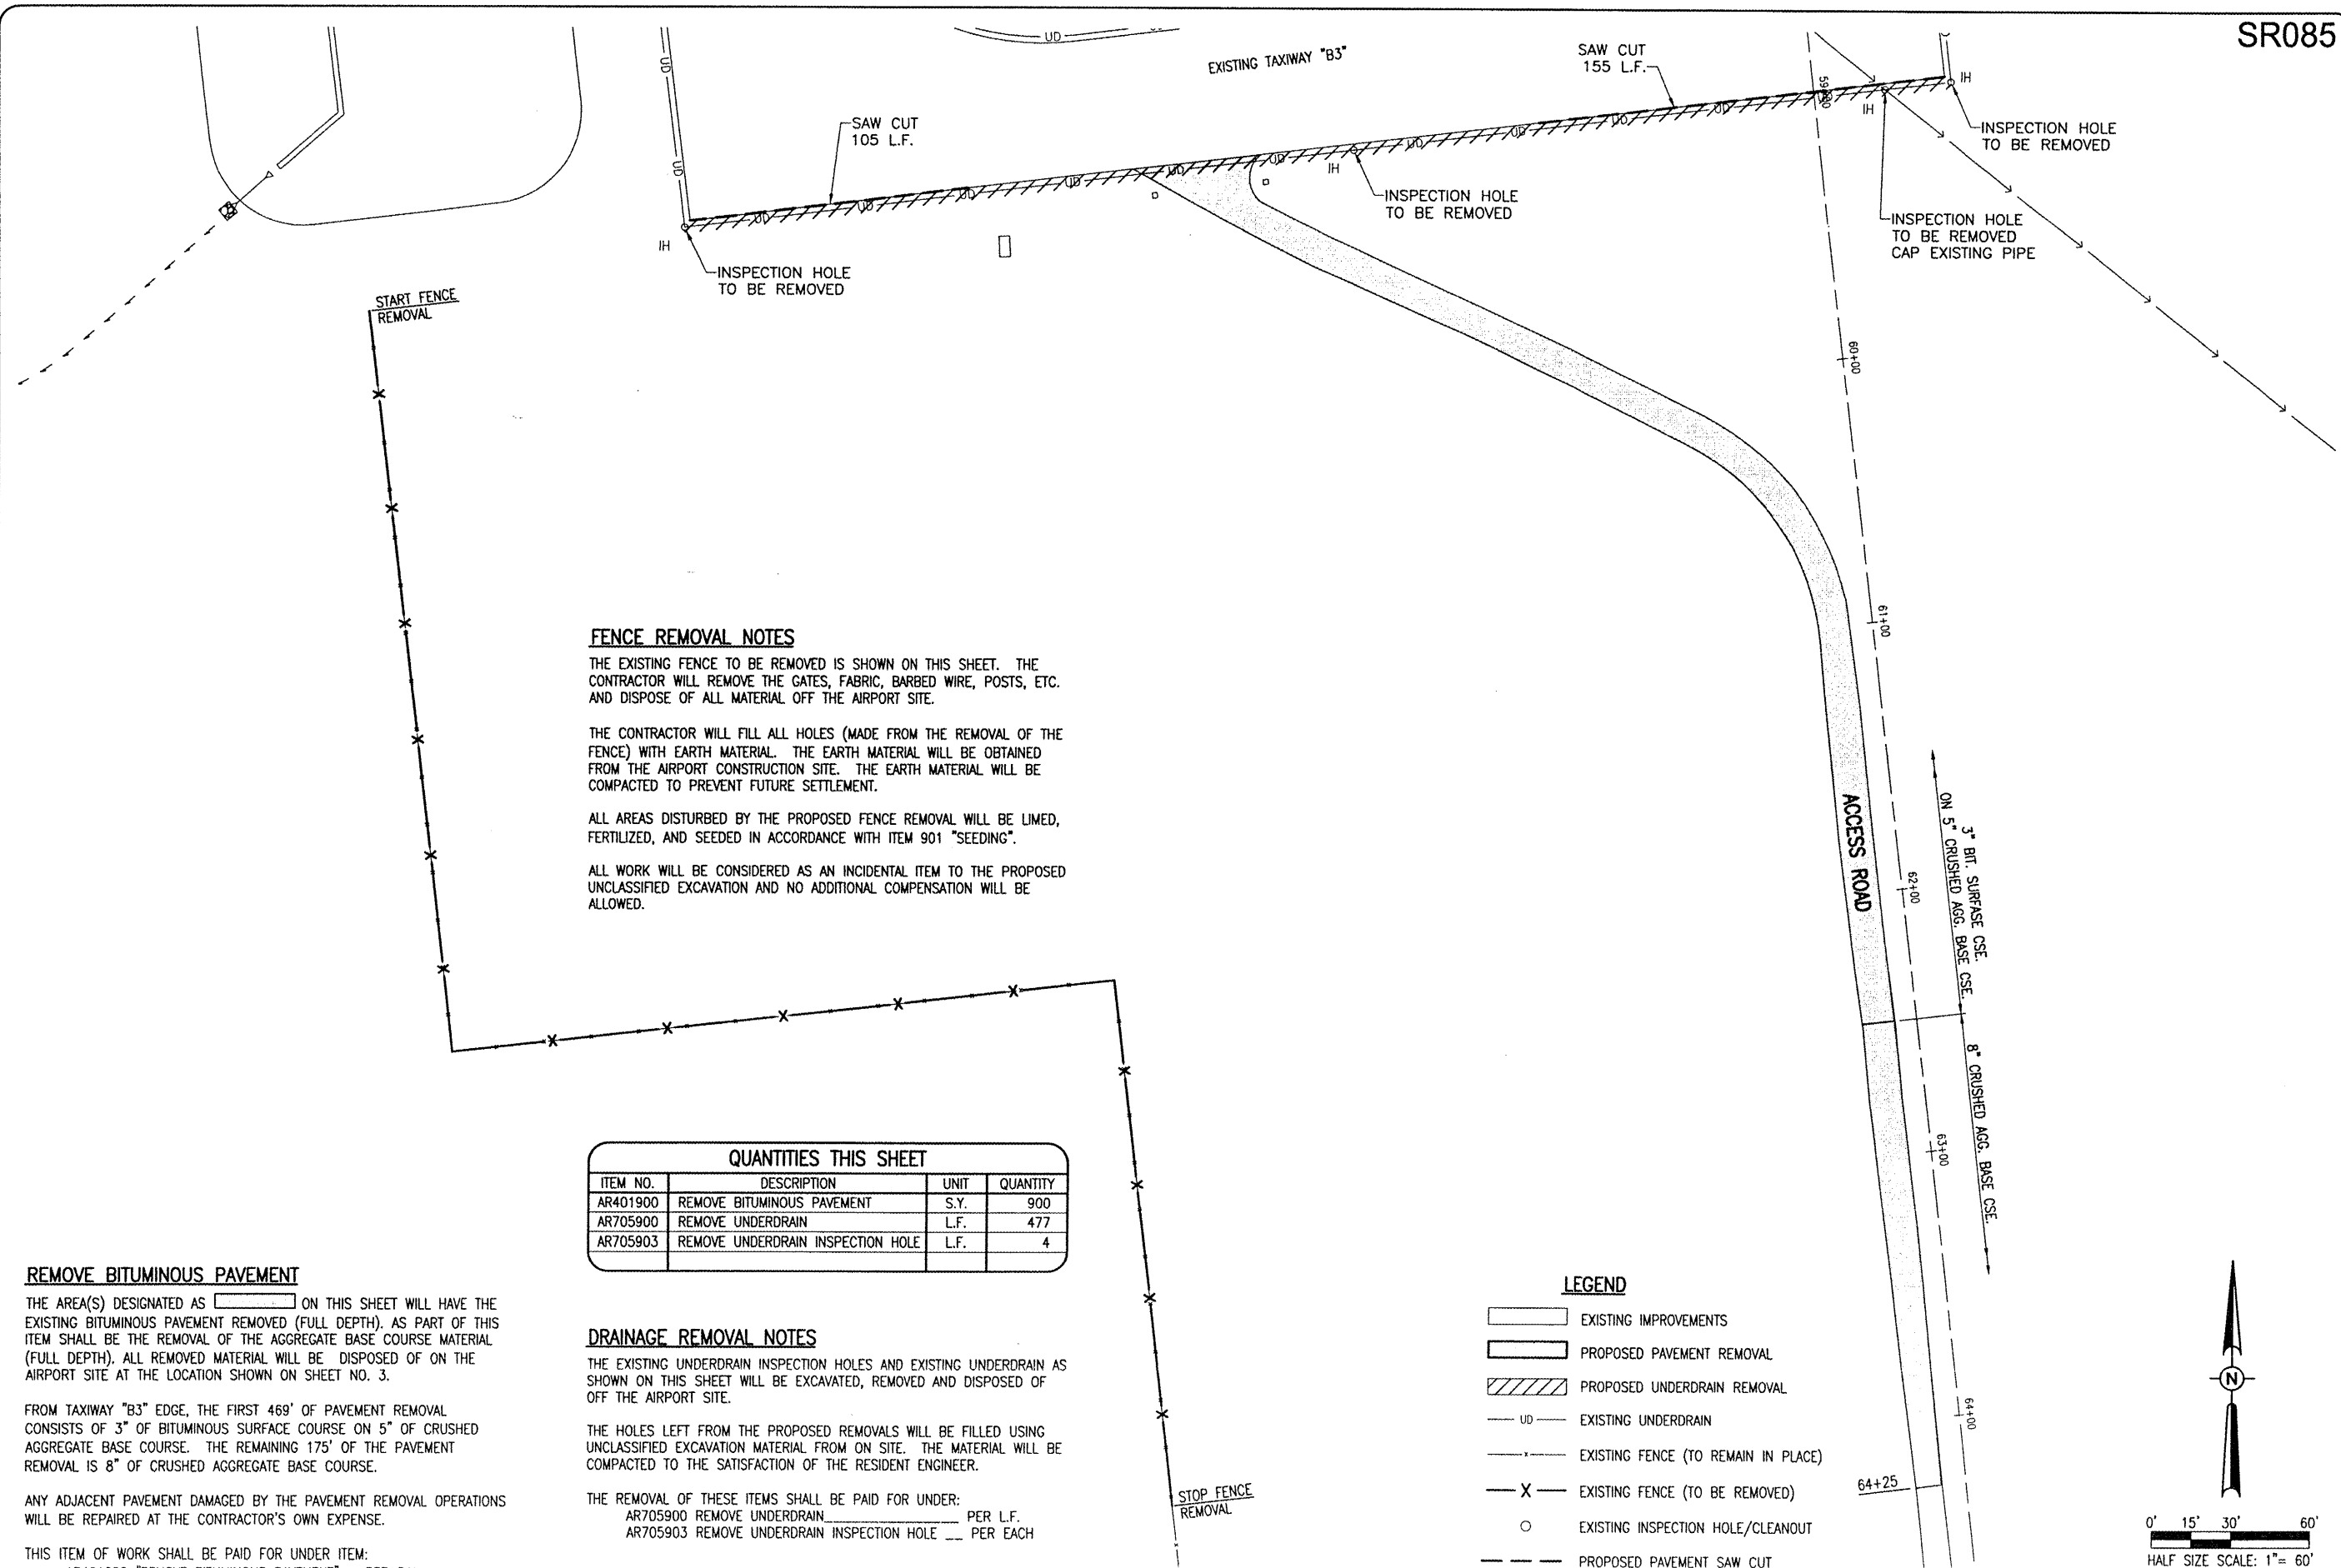 SR085
UD
EXISTING TAXIWAY "B3"
SAW CUT
155 L.F.
SAW CUT
105 L.F.
UD
UD
UD
UD
UD
UD
UD
UD
UD
UD
UD
UD
IH
IH
IH
IH
INSPECTION HOLE
TO BE REMOVED
INSPECTION HOLE
TO BE REMOVED
INSPECTION HOLE
TO BE REMOVED
CAP EXISTING PIPE
INSPECTION HOLE
TO BE REMOVED
START FENCE
REMOVAL
60+00
61+00
62+00
63+00
64+00
64+25
ACCESS ROAD
3" BIT. SURFASE CSE.
ON 5" CRUSHED AGG. BASE CSE.
8" CRUSHED AGG. BASE CSE.
FENCE REMOVAL NOTES
THE EXISTING FENCE TO BE REMOVED IS SHOWN ON THIS SHEET. THE
CONTRACTOR WILL REMOVE THE GATES, FABRIC, BARBED WIRE, POSTS, ETC.
AND DISPOSE OF ALL MATERIAL OFF THE AIRPORT SITE.
THE CONTRACTOR WILL FILL ALL HOLES (MADE FROM THE REMOVAL OF THE
FENCE) WITH EARTH MATERIAL. THE EARTH MATERIAL WILL BE OBTAINED
FROM THE AIRPORT CONSTRUCTION SITE. THE EARTH MATERIAL WILL BE
COMPACTED TO PREVENT FUTURE SETTLEMENT.
ALL AREAS DISTURBED BY THE PROPOSED FENCE REMOVAL WILL BE LIMED,
FERTILIZED, AND SEEDED IN ACCORDANCE WITH ITEM 901 "SEEDING".
ALL WORK WILL BE CONSIDERED AS AN INCIDENTAL ITEM TO THE PROPOSED
UNCLASSIFIED EXCAVATION AND NO ADDITIONAL COMPENSATION WILL BE
ALLOWED.
QUANTITIES THIS SHEET
ITEM NO. DESCRIPTION UNIT QUANTITY
AR401900 REMOVE BITUMINOUS PAVEMENT S.Y. 900
AR705900 REMOVE UNDERDRAIN L.F. 477
AR705903 REMOVE UNDERDRAIN INSPECTION HOLE L.F. 4
REMOVE BITUMINOUS PAVEMENT
THE AREA(S) DESIGNATED AS ON THIS SHEET WILL HAVE THE
EXISTING BITUMINOUS PAVEMENT REMOVED (FULL DEPTH). AS PART OF THIS
ITEM SHALL BE THE REMOVAL OF THE AGGREGATE BASE COURSE MATERIAL
(FULL DEPTH). ALL REMOVED MATERIAL WILL BE DISPOSED OF ON THE
AIRPORT SITE AT THE LOCATION SHOWN ON SHEET NO. 3.
FROM TAXIWAY "B3" EDGE, THE FIRST 469' OF PAVEMENT REMOVAL
CONSISTS OF 3" OF BITUMINOUS SURFACE COURSE ON 5" OF CRUSHED
AGGREGATE BASE COURSE. THE REMAINING 175' OF THE PAVEMENT
REMOVAL IS 8" OF CRUSHED AGGREGATE BASE COURSE.
ANY ADJACENT PAVEMENT DAMAGED BY THE PAVEMENT REMOVAL OPERATIONS
WILL BE REPAIRED AT THE CONTRACTOR'S OWN EXPENSE.
THIS ITEM OF WORK SHALL BE PAID FOR UNDER ITEM:
DRAINAGE REMOVAL NOTES
THE EXISTING UNDERDRAIN INSPECTION HOLES AND EXISTING UNDERDRAIN AS
SHOWN ON THIS SHEET WILL BE EXCAVATED, REMOVED AND DISPOSED OF
OFF THE AIRPORT SITE.
THE HOLES LEFT FROM THE PROPOSED REMOVALS WILL BE FILLED USING
UNCLASSIFIED EXCAVATION MATERIAL FROM ON SITE. THE MATERIAL WILL BE
COMPACTED TO THE SATISFACTION OF THE RESIDENT ENGINEER.
THE REMOVAL OF THESE ITEMS SHALL BE PAID FOR UNDER:
AR705900 REMOVE UNDERDRAIN__________________ PER L.F.
AR705903 REMOVE UNDERDRAIN INSPECTION HOLE __ PER EACH
STOP FENCE
REMOVAL
LEGEND
EXISTING IMPROVEMENTS
PROPOSED PAVEMENT REMOVAL
PROPOSED UNDERDRAIN REMOVAL
UD EXISTING UNDERDRAIN
EXISTING FENCE (TO REMAIN IN PLACE)
X EXISTING FENCE (TO BE REMOVED)
EXISTING INSPECTION HOLE/CLEANOUT
PROPOSED PAVEMENT SAW CUT
N
0' 15' 30' 60'
HALF SIZE SCALE: 1"= 60'